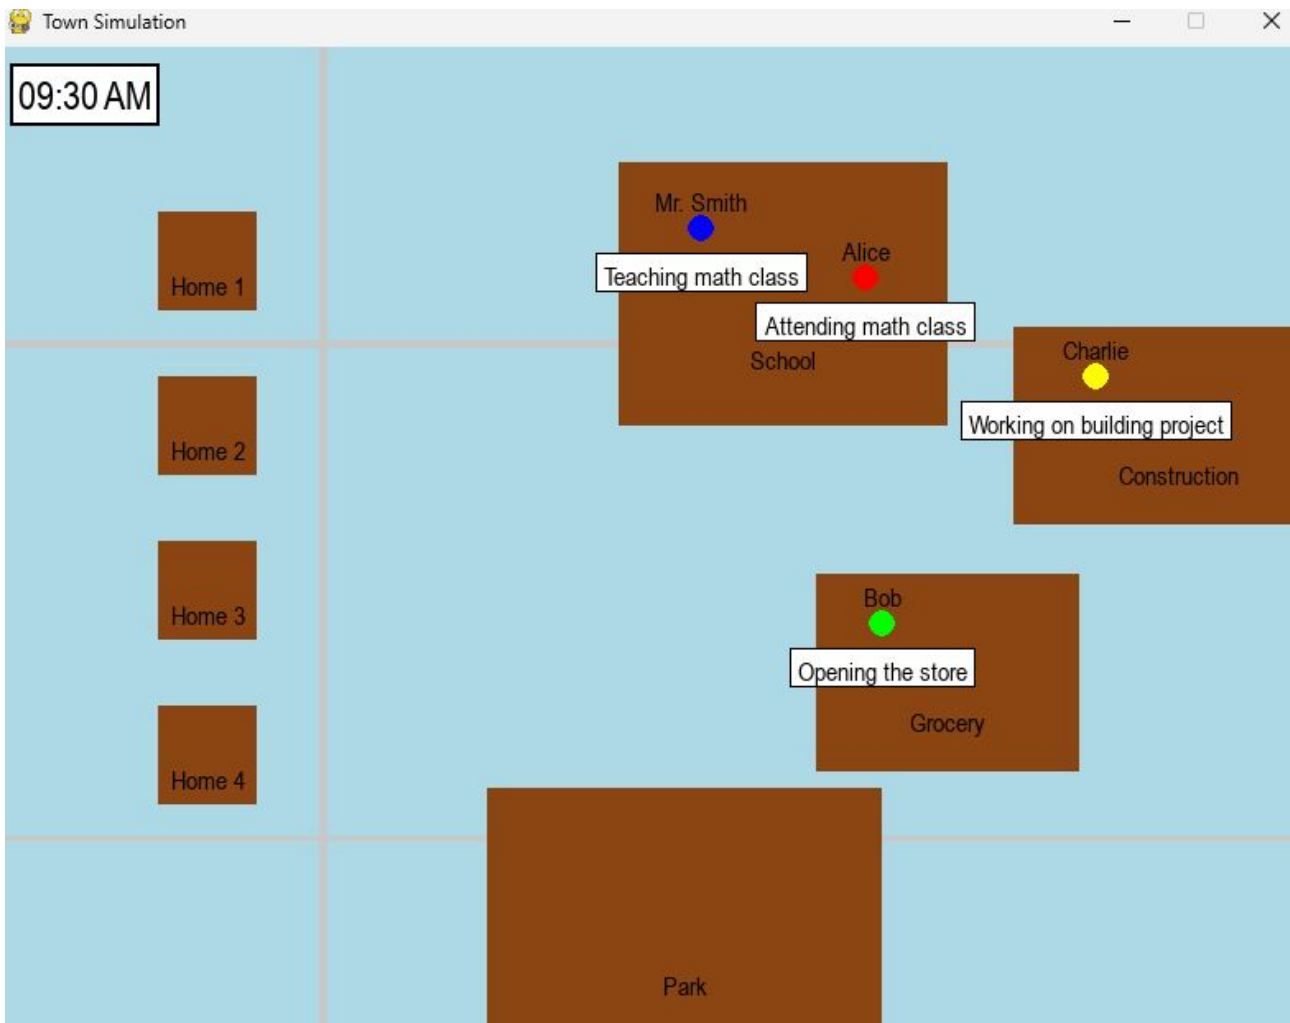 Town Simulation
09:30 AM
Mr. Smith
Alice
Teaching math class
Home 1
Attending math class
School
Charlie
Working on building project
Home 2
Construction
Bob
Home 3
Opening the store
Grocery
Home 4
Park